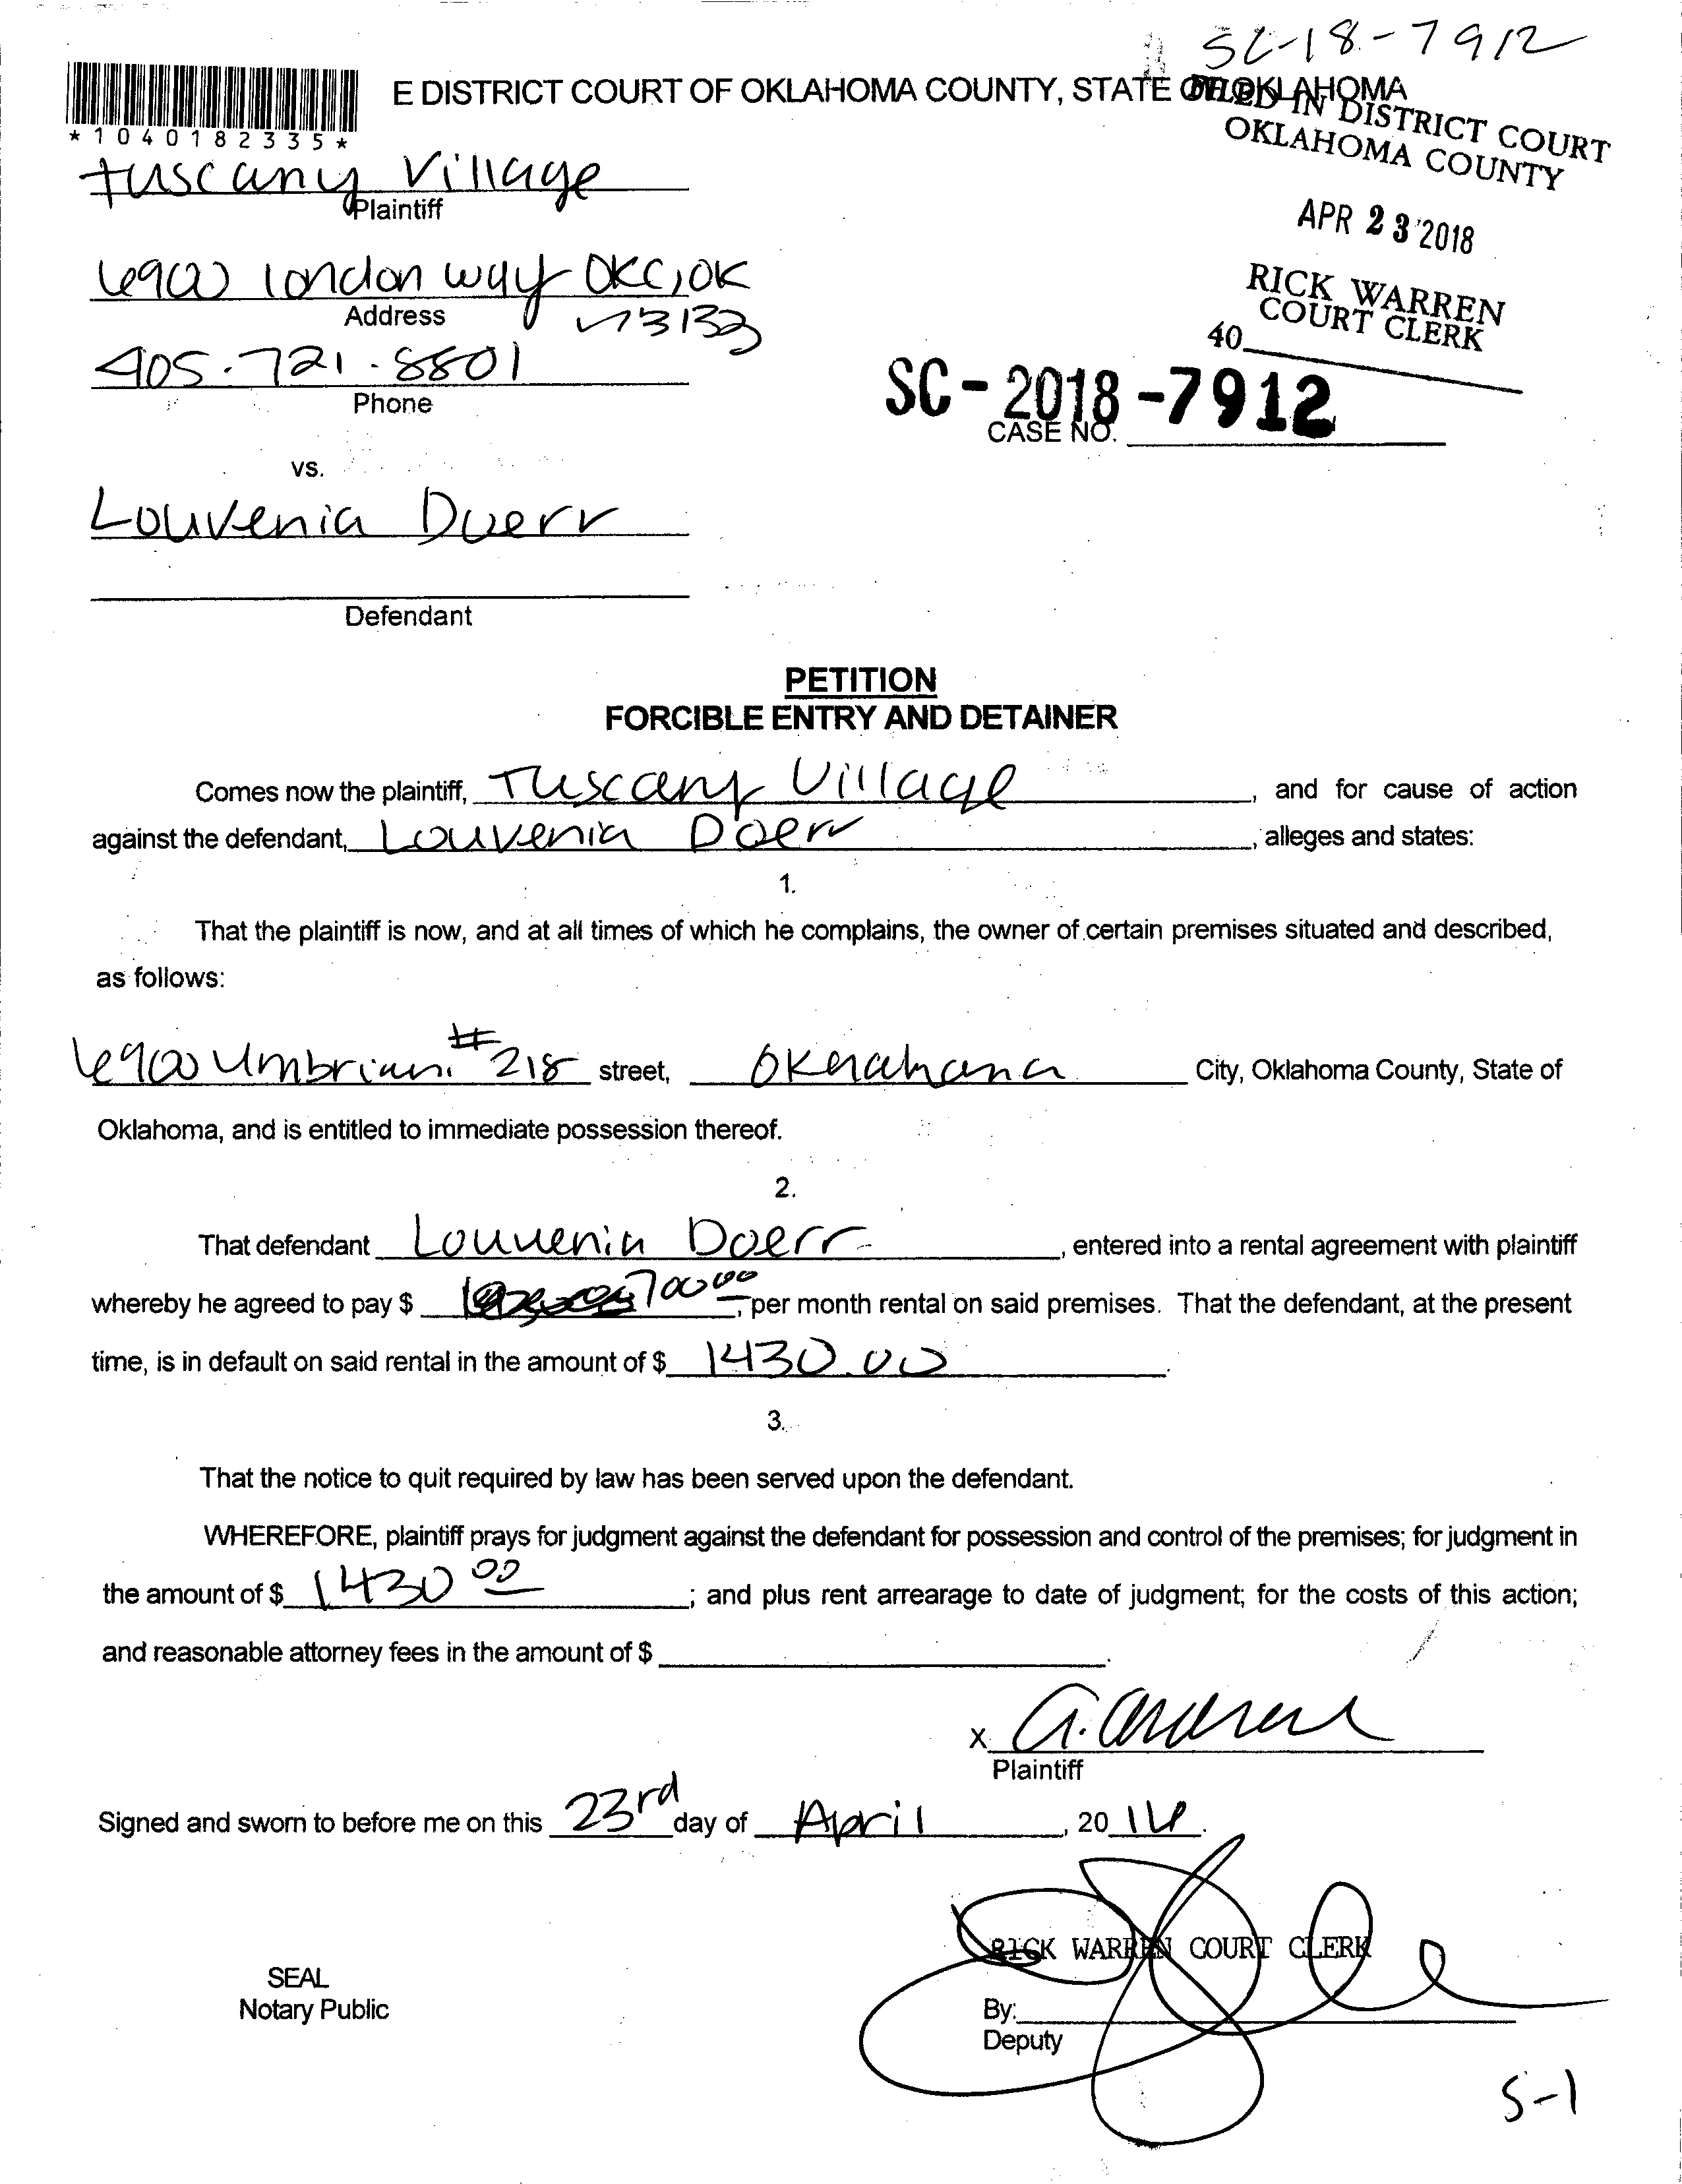 SC-18-7912
E DISTRICT COURT OF OKLAHOMA COUNTY, STATE OF OKLAHOMA
FILED IN DISTRICT COURT
OKLAHOMA COUNTY
*1040182335*
Tuscany Village
Plaintiff
APR 23 2018
6900 london way OKC, OK
Address
73132
RICK WARREN
COURT CLERK
40
405.721.8801
Phone
SC-2018-7912
CASE NO.
vs.
Louvenia Doerr
Defendant
PETITION
FORCIBLE ENTRY AND DETAINER
Comes now the plaintiff, Tuscany Village, and for cause of action
against the defendant, Louvenia Doerr, alleges and states:
1.
That the plaintiff is now, and at all times of which he complains, the owner of certain premises situated and described,
as follows:
6900 Umbrian #218 street, City, Oklahoma County, State of
Oklahoma, and is entitled to immediate possession thereof.
2.
That defendant Louvenia Doerr, entered into a rental agreement with plaintiff
whereby he agreed to pay $ 700.00, per month rental on said premises. That the defendant, at the present
time, is in default on said rental in the amount of $ 1430.00.
3.
That the notice to quit required by law has been served upon the defendant.
WHEREFORE, plaintiff prays for judgment against the defendant for possession and control of the premises; for judgment in
the amount of $ 1430 00; and plus rent arrearage to date of judgment; for the costs of this action;
and reasonable attorney fees in the amount of $ .
x
Plaintiff
Signed and sworn to before me on this 23rd day of April, 20
RICK WARREN COURT CLERK
SEAL
Notary Public
By:
Deputy
S-1